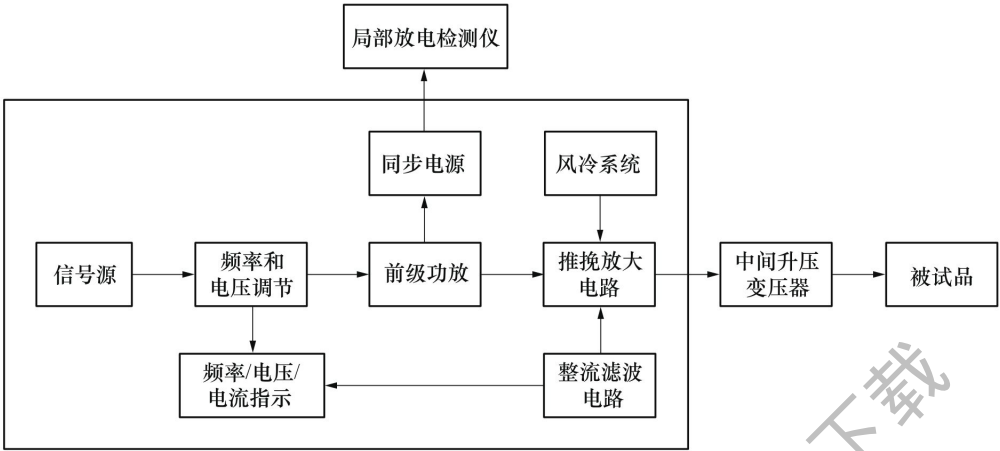 局部放电检测仪
同步电源
风冷系统
信号源
频率和
电压调节
前级功放
推挽放大
电路
中间升压
变压器
被试品
频率/电压/
电流指示
整流滤波
电路
下载